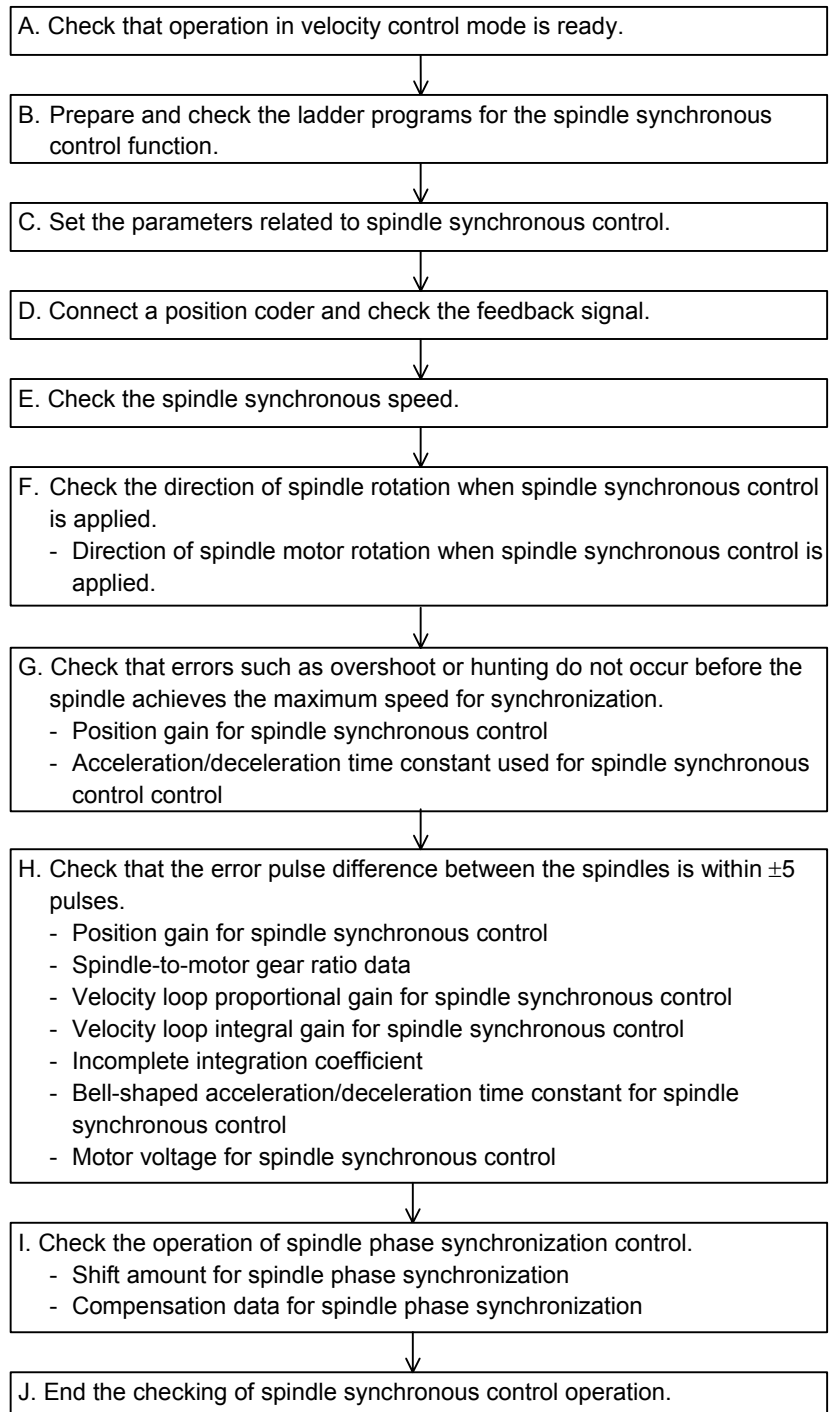 A. Check that operation in velocity control mode is ready.
B. Prepare and check the ladder programs for the spindle synchronous
control function.
C. Set the parameters related to spindle synchronous control.
D. Connect a position coder and check the feedback signal.
E. Check the spindle synchronous speed.
F. Check the direction of spindle rotation when spindle synchronous control
is applied.
- Direction of spindle motor rotation when spindle synchronous control is
applied.
G. Check that errors such as overshoot or hunting do not occur before the
spindle achieves the maximum speed for synchronization.
- Position gain for spindle synchronous control
- Acceleration/deceleration time constant used for spindle synchronous
control control
H. Check that the error pulse difference between the spindles is within ±5
pulses.
- Position gain for spindle synchronous control
- Spindle-to-motor gear ratio data
- Velocity loop proportional gain for spindle synchronous control
- Velocity loop integral gain for spindle synchronous control
- Incomplete integration coefficient
- Bell-shaped acceleration/deceleration time constant for spindle
synchronous control
- Motor voltage for spindle synchronous control
I. Check the operation of spindle phase synchronization control.
- Shift amount for spindle phase synchronization
- Compensation data for spindle phase synchronization
J. End the checking of spindle synchronous control operation.